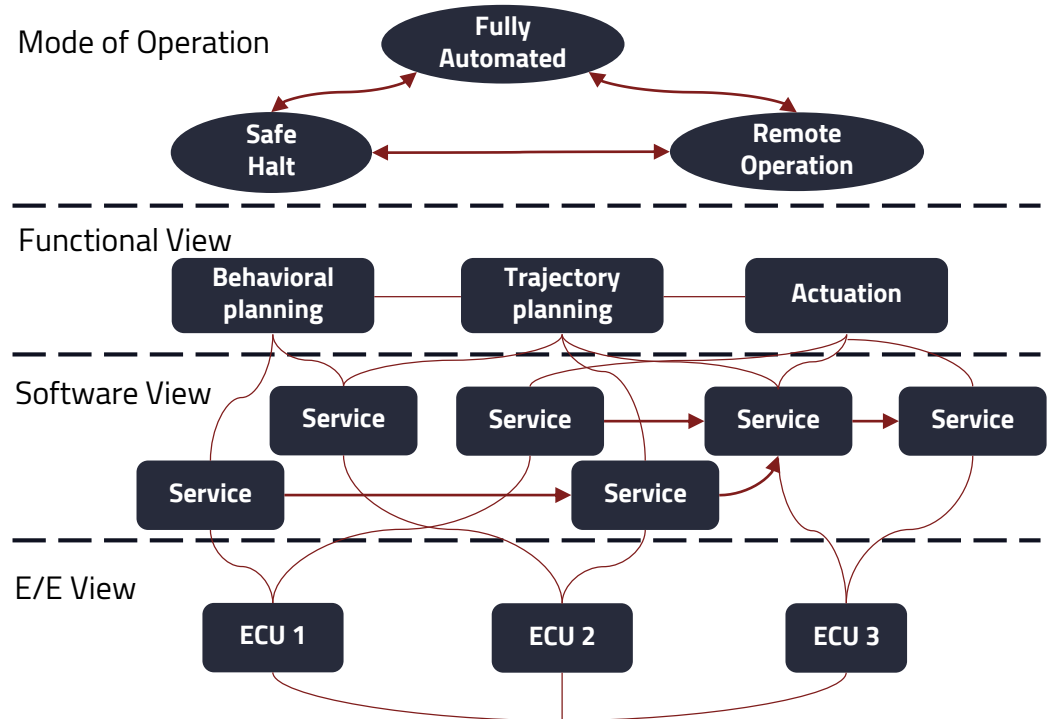 Mode of Operation
Fully
Automated
Safe
Halt
Remote
Operation
Functional View
Behavioral
planning
Trajectory
planning
Actuation
Software View
Service
Service
Service
Service
Service
Service
E/E View
ECU 1
ECU 2
ECU 3